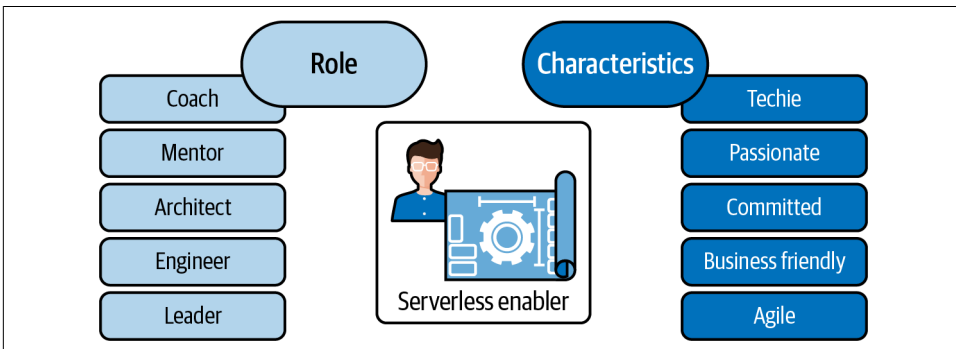 Role
Coach
Mentor
Architect
Engineer
Leader
Serverless enabler
Characteristics
Techie
Passionate
Committed
Business friendly
Agile